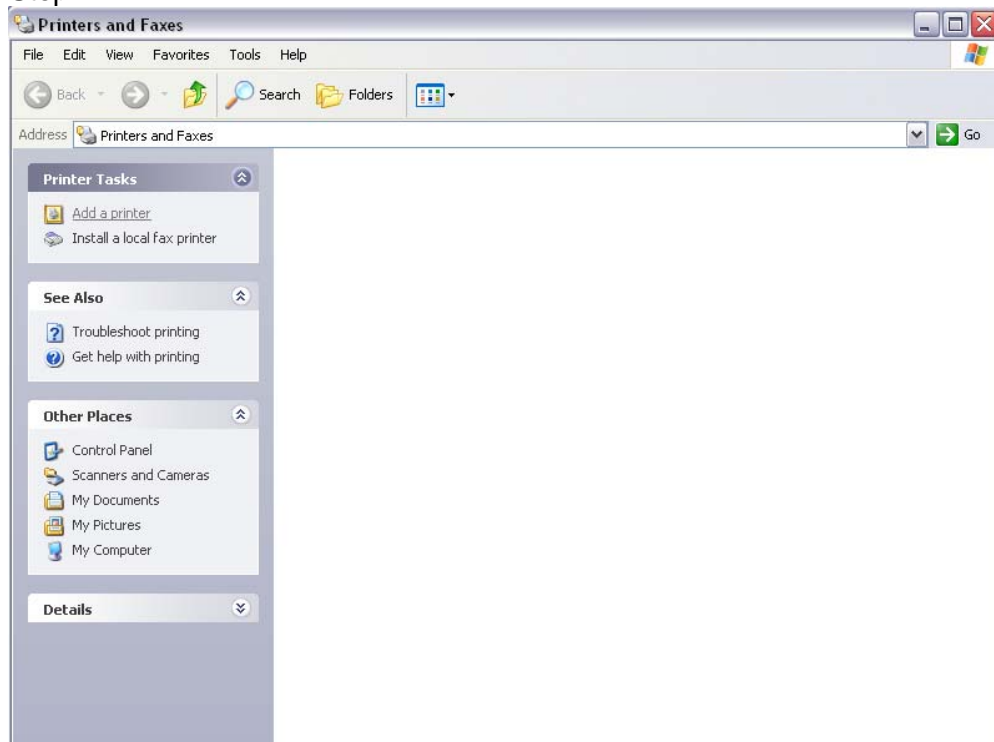 Printers and Faxes
File Edit View Favorites Tools Help
Back Search Folders
Address Printers and Faxes Go
Printer Tasks
Add a printer
Install a local fax printer
See Also
Troubleshoot printing
Get help with printing
Other Places
Control Panel
Scanners and Cameras
My Documents
My Pictures
My Computer
Details